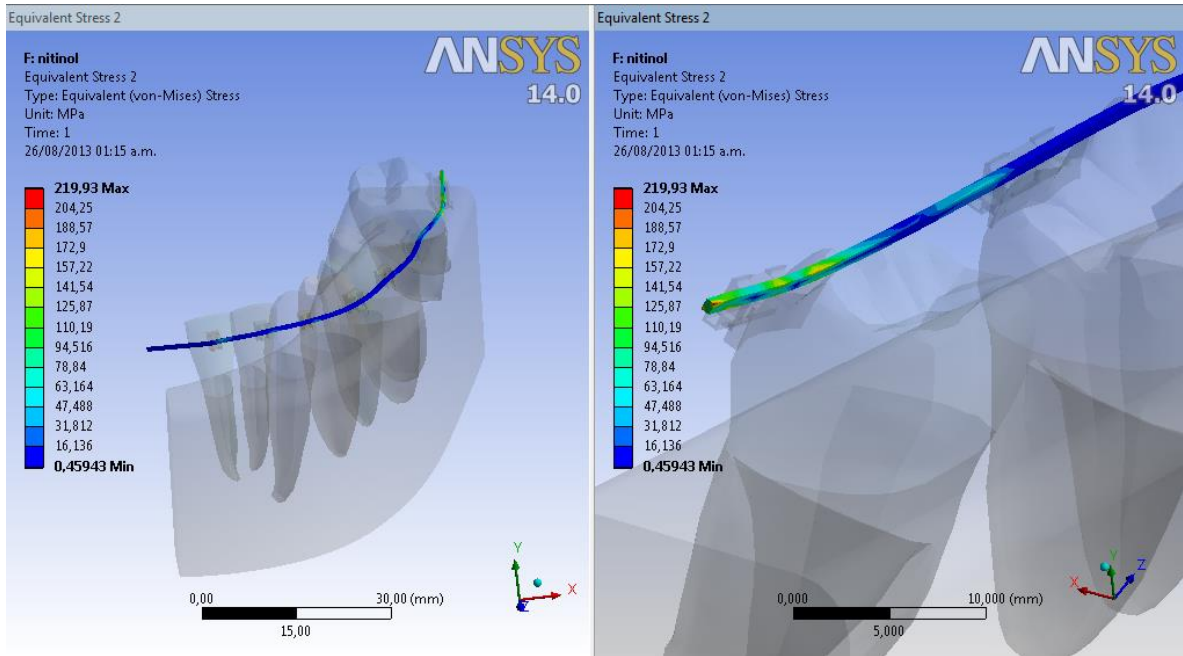 Equivalent Stress 2
ANSYS
14.0
F: nitinol
Equivalent Stress 2
Type: Equivalent (von-Mises) Stress
Unit: MPa
Time: 1
26/08/2013 01:15 a.m.
219,93 Max
204,25
188,57
172,9
157,22
141,54
125,87
110,19
94,516
78,84
63,164
47,488
31,812
16,136
0,45943 Min
Y
X
Z
0,00
30,00 (mm)
15,00
Equivalent Stress 2
ANSYS
14.0
F: nitinol
Equivalent Stress 2
Type: Equivalent (von-Mises) Stress
Unit: MPa
Time: 1
26/08/2013 01:15 a.m.
219,93 Max
204,25
188,57
172,9
157,22
141,54
125,87
110,19
94,516
78,84
63,164
47,488
31,812
16,136
0,45943 Min
Y
Z
X
0,000
10,000 (mm)
5,000